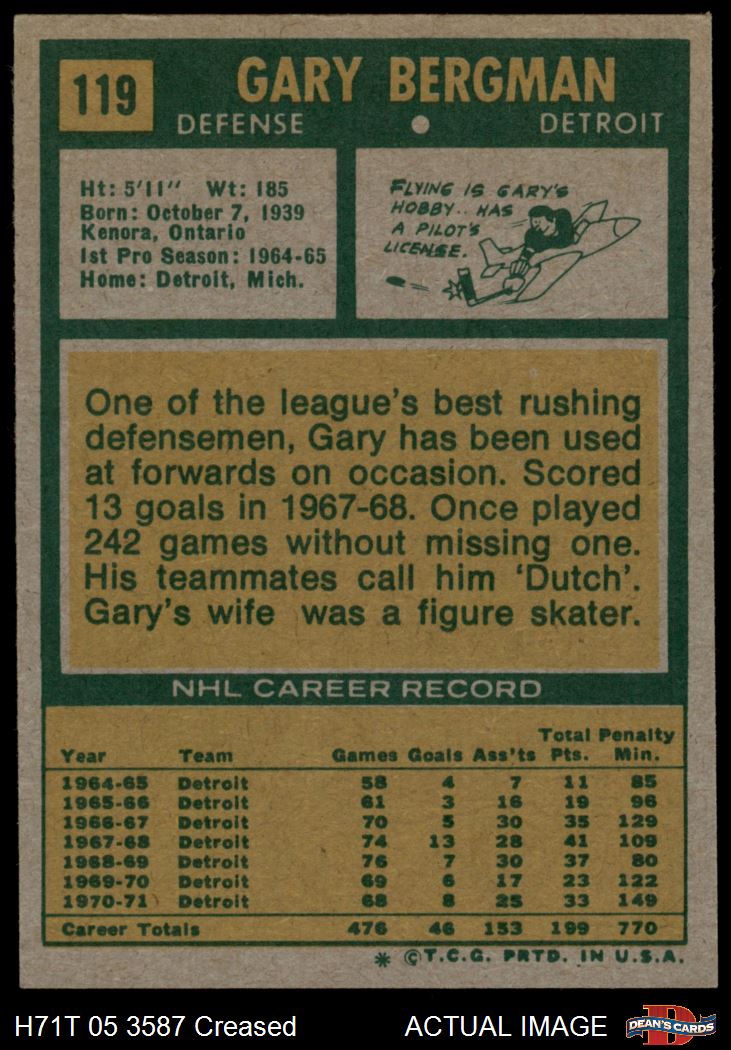 119
GARY BERGMAN
DEFENSE • DETROIT
Ht: 5'11" Wt: 185
Born: October 7, 1939
Kenora, Ontario
1st Pro Season: 1964-65
Home: Detroit, Mich.
FLYING IS GARY'S
HOBBY.. HAS
A PILOT'S
LICENSE.
One of the league's best rushing
defensemen, Gary has been used
at forwards on occasion. Scored
13 goals in 1967-68. Once played
242 games without missing one.
His teammates call him 'Dutch'.
Gary's wife was a figure skater.
NHL CAREER RECORD
Year Team Games Goals Ass'ts Total Pts. Penalty Min.
1964-65 Detroit 58 4 7 11 85
1965-66 Detroit 61 3 16 19 96
1966-67 Detroit 70 5 30 35 129
1967-68 Detroit 74 13 28 41 109
1968-69 Detroit 76 7 30 37 80
1969-70 Detroit 69 6 17 23 122
1970-71 Detroit 68 8 25 33 149
Career Totals 476 46 153 199 770
* ©T.C.G. PRTD. IN U.S.A.
H71T 05 3587 Creased ACTUAL IMAGE
DEAN'S CARDS